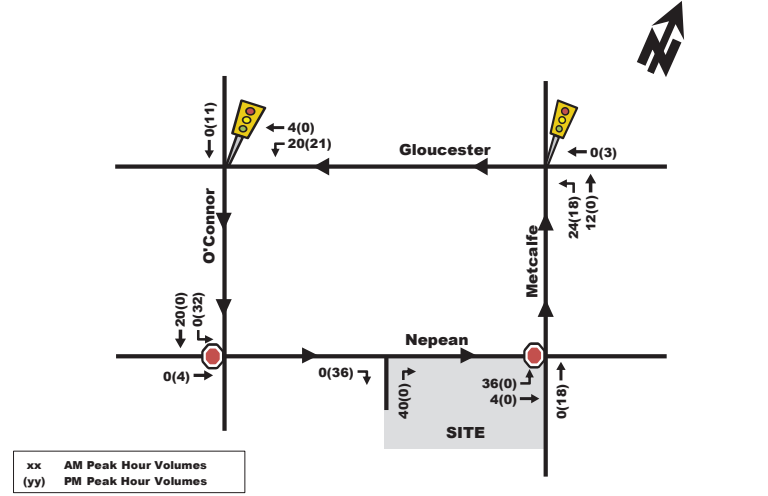 0(11)
4(0)
20(21)
Gloucester
0(3)
24(18)
12(0)
O'Connor
Metcalfe
20(0)
0(32)
Nepean
0(4)
0(36)
40(0)
36(0)
4(0)
0(18)
SITE
xx AM Peak Hour Volumes
(yy) PM Peak Hour Volumes